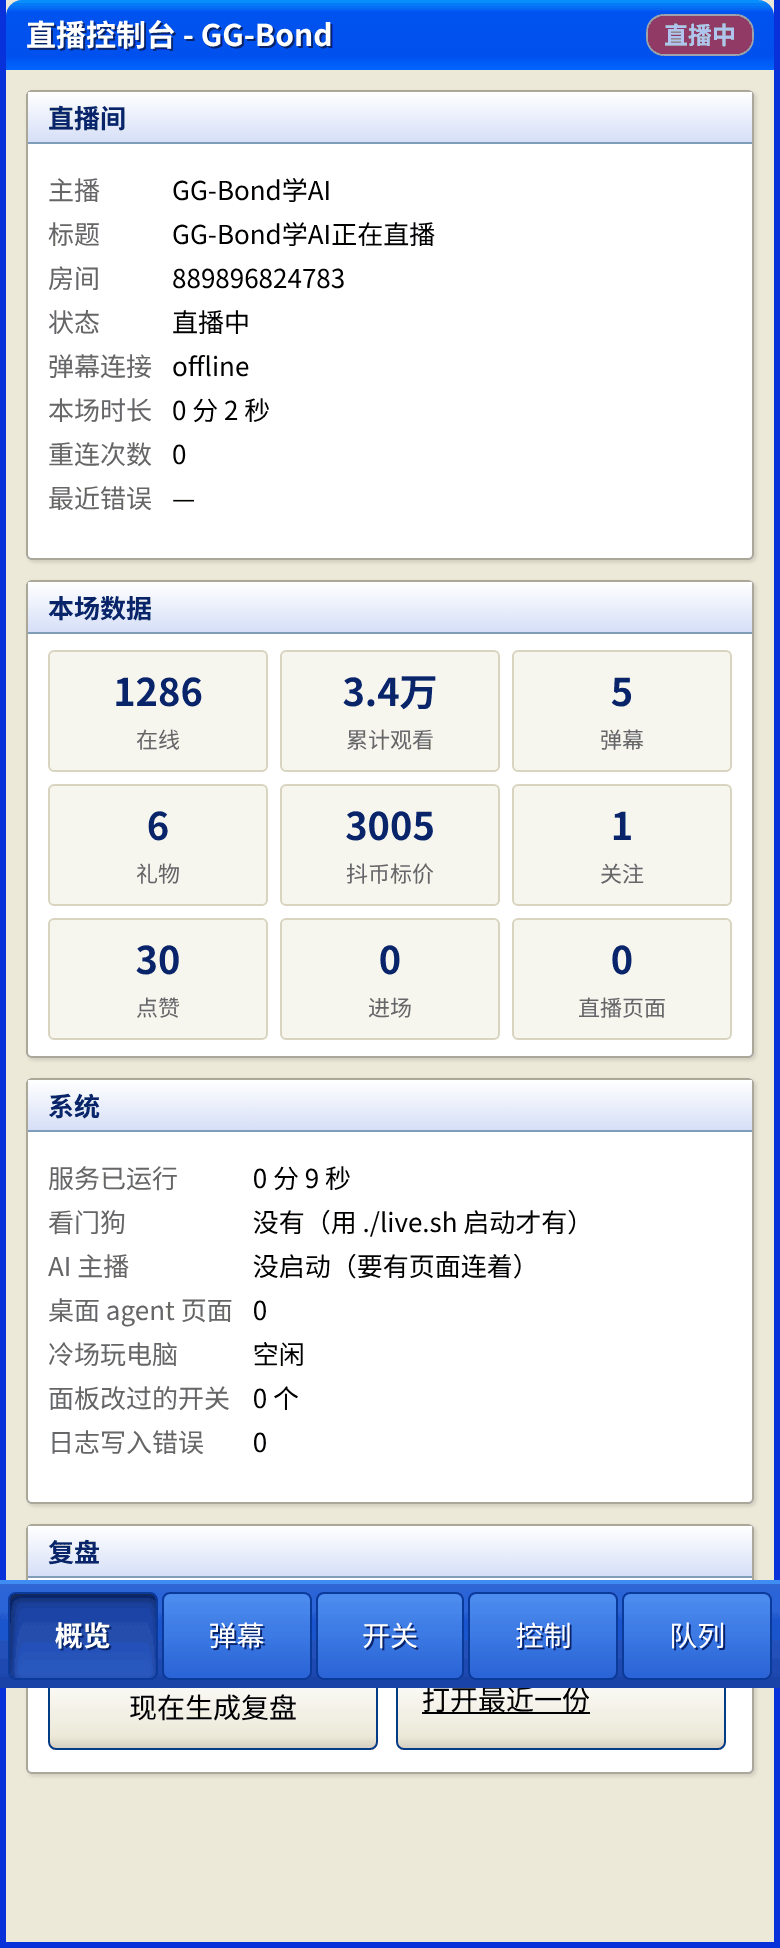 直播控制台 - GG-Bond
直播中
直播间
主播 GG-Bond学AI
标题 GG-Bond学AI正在直播
房间 889896824783
状态 直播中
弹幕连接 offline
本场时长 0 分 2 秒
重连次数 0
最近错误 —
本场数据
1286 3.4万 5
在线 累计观看 弹幕
6 3005 1
礼物 抖币标价 关注
30 0 0
点赞 进场 直播页面
系统
服务已运行 0 分 9 秒
看门狗 没有（用 ./live.sh 启动才有）
AI 主播 没启动（要有页面连着）
桌面 agent 页面 0
冷场玩电脑 空闲
面板改过的开关 0 个
日志写入错误 0
复盘
概览 弹幕 开关 控制 队列
现在生成复盘 打开最近一份